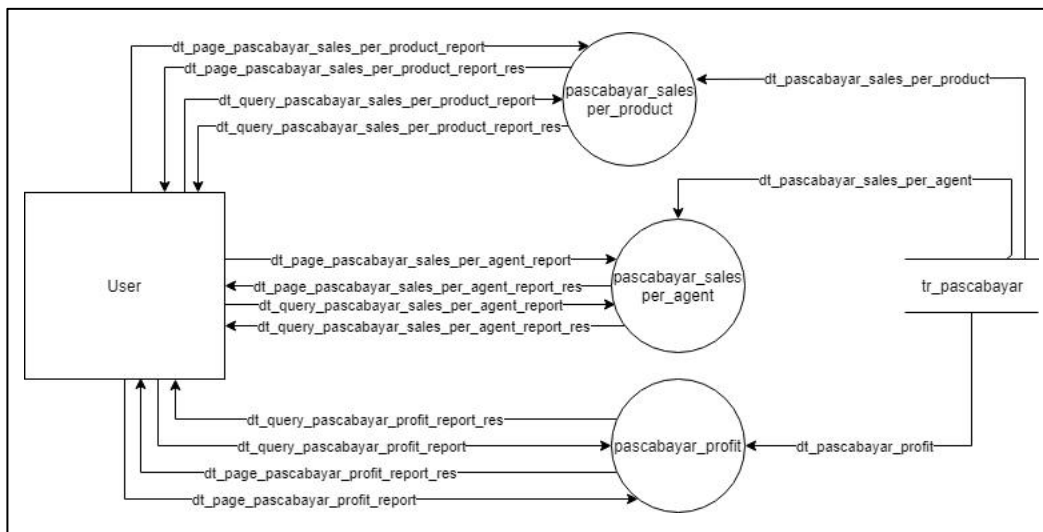 dt_page_pascabayar_sales_per_product_report
dt_page_pascabayar_sales_per_product_report_res
dt_query_pascabayar_sales_per_product_report
dt_query_pascabayar_sales_per_product_report_res
pascabayar_sales
per_product
dt_pascabayar_sales_per_product
dt_pascabayar_sales_per_agent
User
dt_page_pascabayar_sales_per_agent_report
dt_page_pascabayar_sales_per_agent_report_res
dt_query_pascabayar_sales_per_agent_report
dt_query_pascabayar_sales_per_agent_report_res
pascabayar_sales
per_agent
tr_pascabayar
dt_query_pascabayar_profit_report_res
dt_query_pascabayar_profit_report
dt_page_pascabayar_profit_report_res
dt_page_pascabayar_profit_report
pascabayar_profit
dt_pascabayar_profit